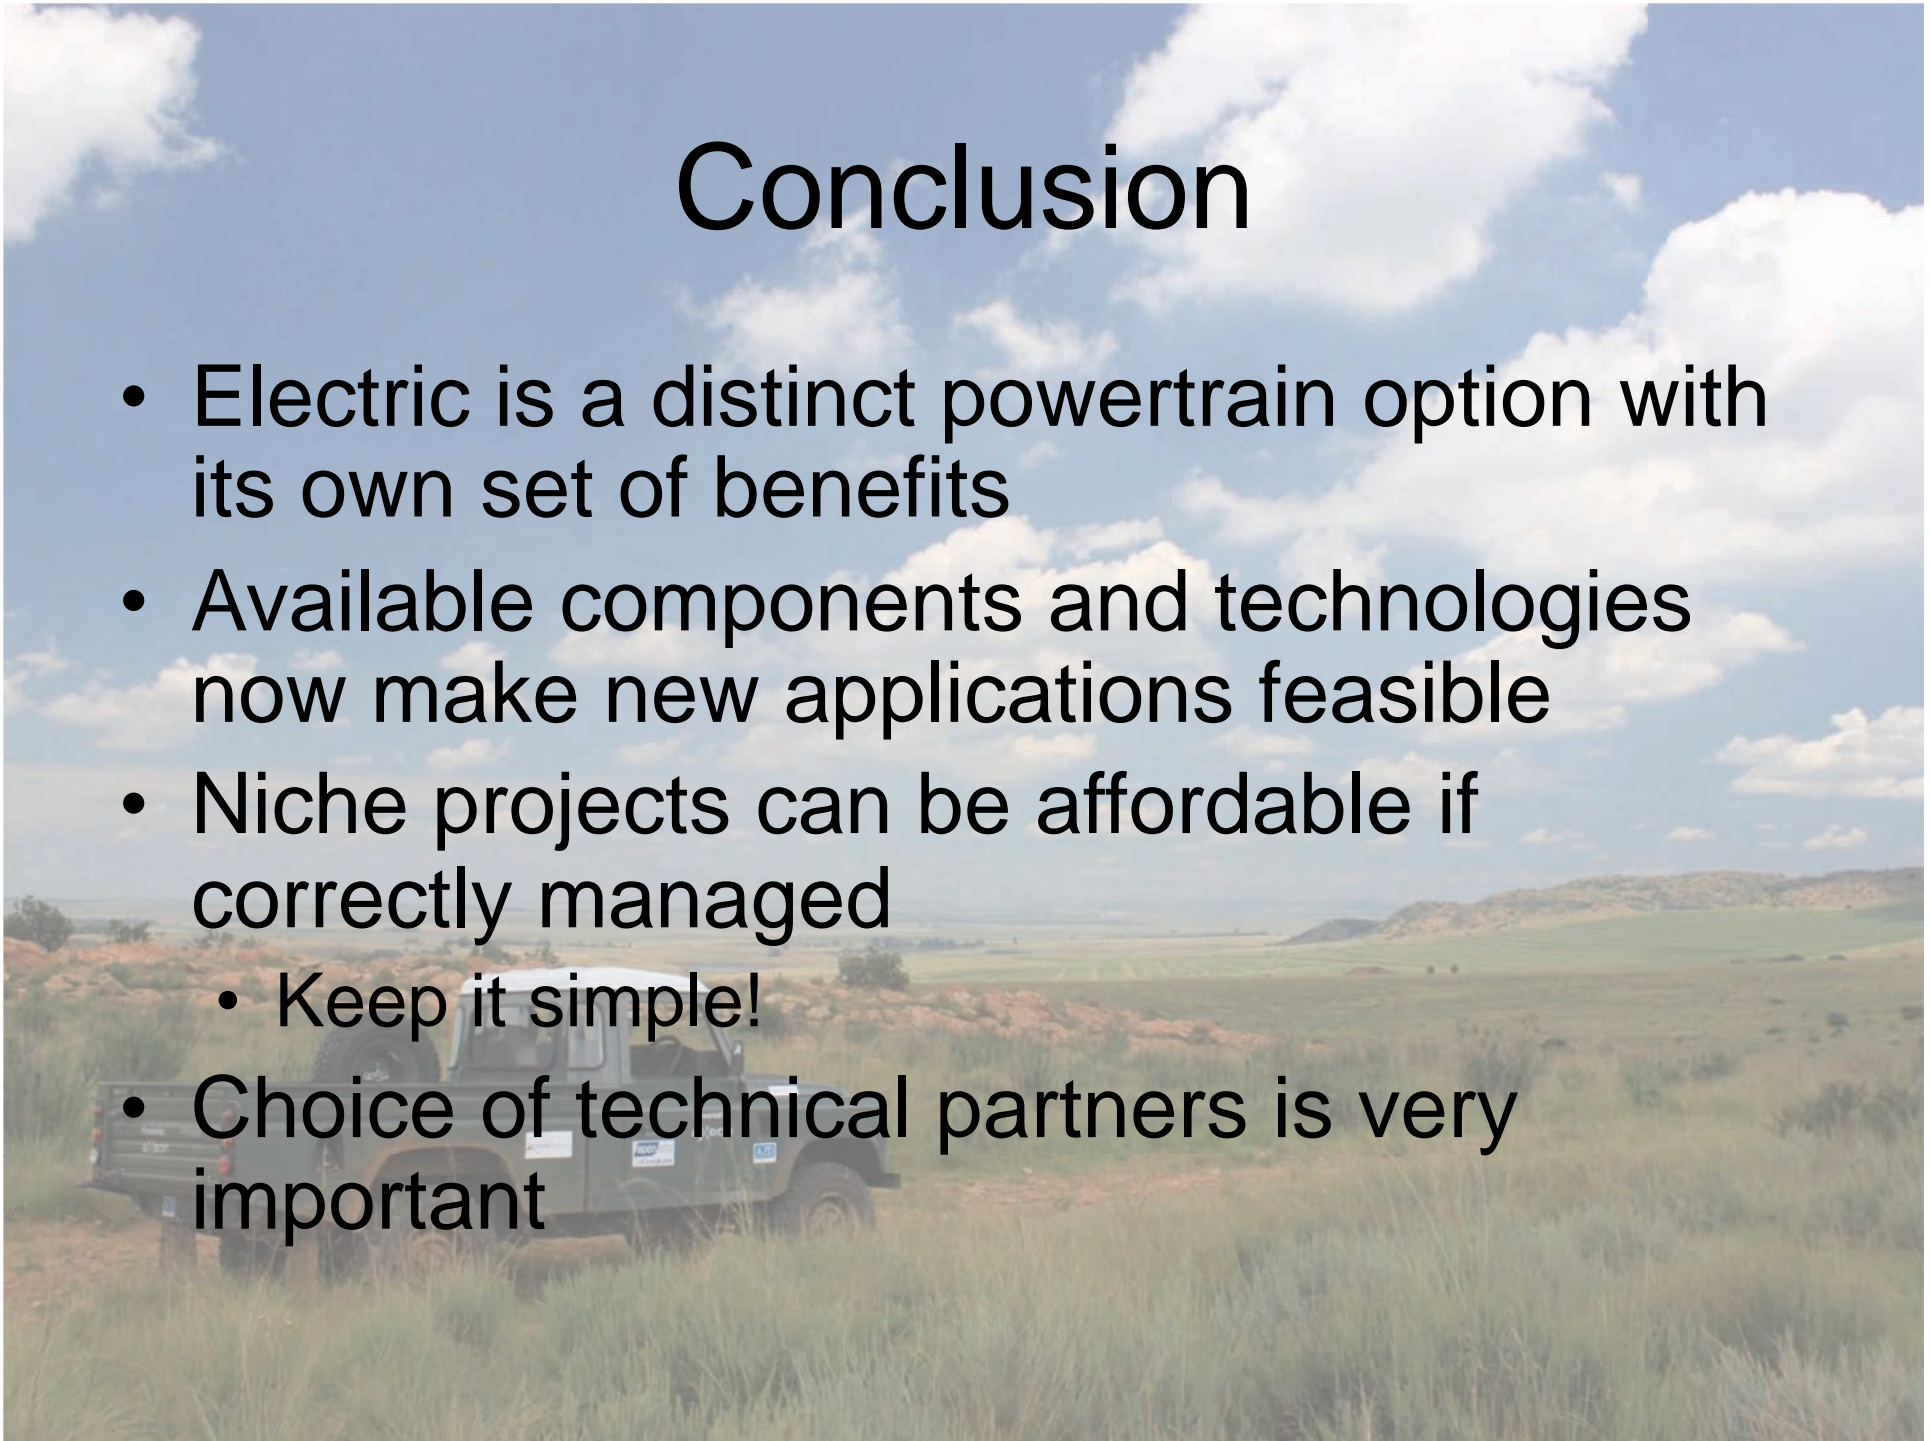 Conclusion
• Electric is a distinct powertrain option with
its own set of benefits
• Available components and technologies
now make new applications feasible
• Niche projects can be affordable if
correctly managed
• Keep it simple!
• Choice of technical partners is very
important